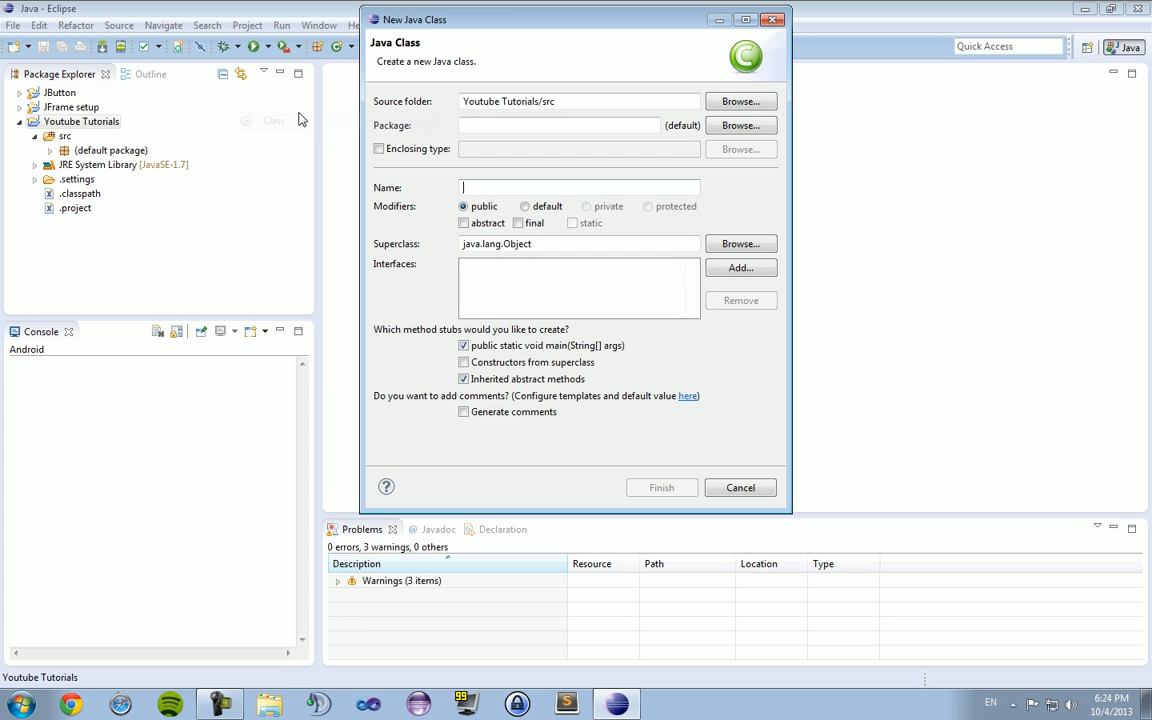 Java - Eclipse
File Edit Refactor Source Navigate Search Project Run Window He
Quick Access
Java
Package Explorer
Outline
JButton
JFrame setup
Youtube Tutorials
Class
src
(default package)
JRE System Library [JavaSE-1.7]
.settings
.classpath
.project
Console
Android
New Java Class
Java Class
Create a new Java class.
C
Source folder: Youtube Tutorials/src Browse...
Package: (default) Browse...
Enclosing type: Browse...
Name:
Modifiers: public default private protected
abstract final static
Superclass: java.lang.Object Browse...
Interfaces: Add...
Remove
Which method stubs would you like to create?
public static void main(String[] args)
Constructors from superclass
Inherited abstract methods
Do you want to add comments? (Configure templates and default value here)
Generate comments
? Finish Cancel
Problems @ Javadoc Declaration
0 errors, 3 warnings, 0 others
Description Resource Path Location Type
Warnings (3 items)
Youtube Tutorials
99
EN
6:24 PM
10/4/2013